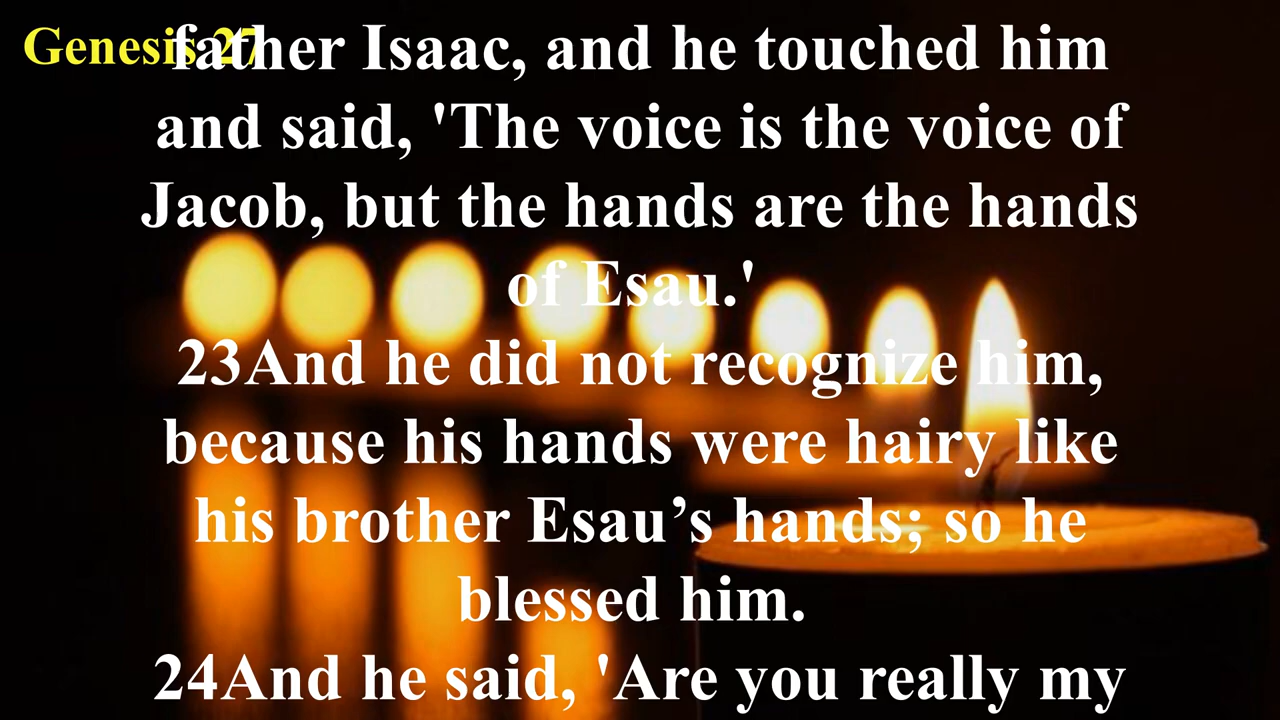 Genesis 27
father Isaac, and he touched him
and said, 'The voice is the voice of
Jacob, but the hands are the hands
of Esau.'
23And he did not recognize him,
because his hands were hairy like
his brother Esau’s hands; so he
blessed him.
24And he said, 'Are you really my